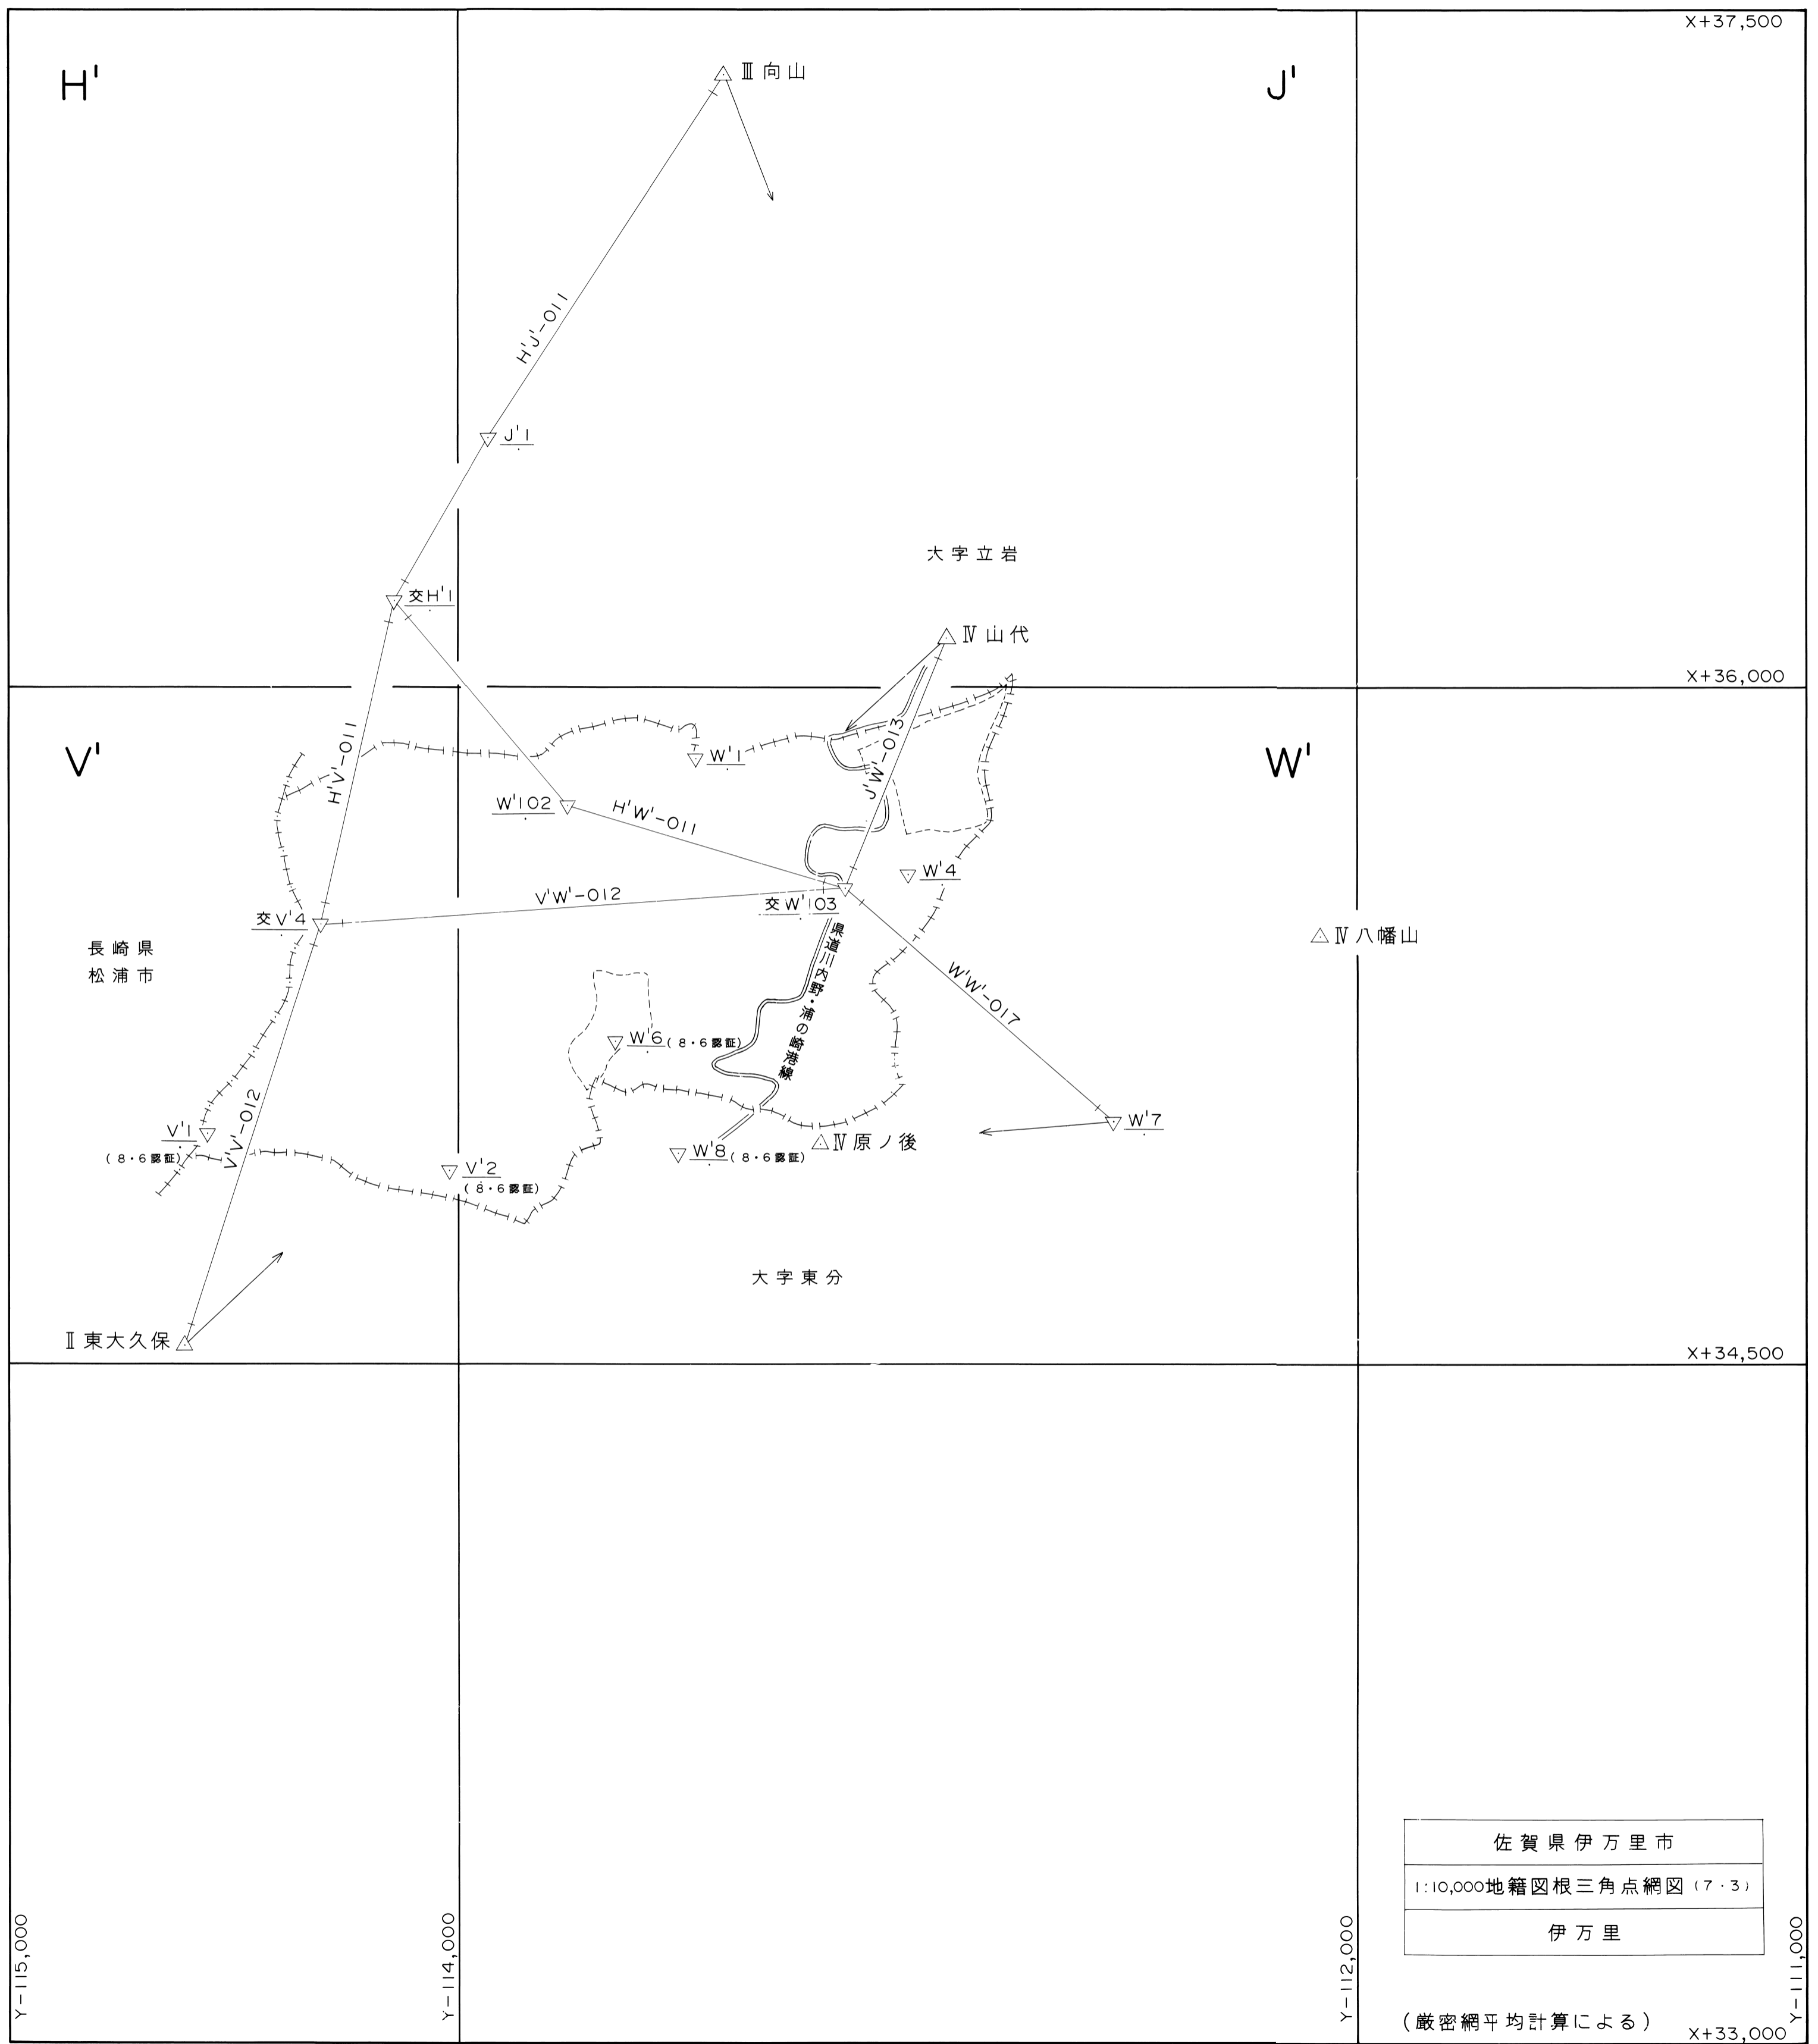 X+37,500
H'
Ⅲ向山
J'
H'J'-011
J'1
大字立岩
交H'1
Ⅳ山代
X+36,000
V'
H'V'-011
W'1
J'W'-013
W'
W'102
H'W'-011
W'4
V'W'-012
交V'4
交W'103
長崎県
松浦市
県道川内野・浦の崎港線
Ⅳ八幡山
W'W'-017
W'6(8・6認証)
V'V'-012
V'1
(8・6認証)
V'2
(8・6認証)
W'8(8・6認証)
Ⅳ原ノ後
W'7
大字東分
Ⅱ東大久保
X+34,500
佐賀県伊万里市
1:10,000地籍図根三角点網図(7・3)
伊万里
Y-115,000
Y-114,000
Y-112,000
Y-111,000
(厳密網平均計算による)
X+33,000